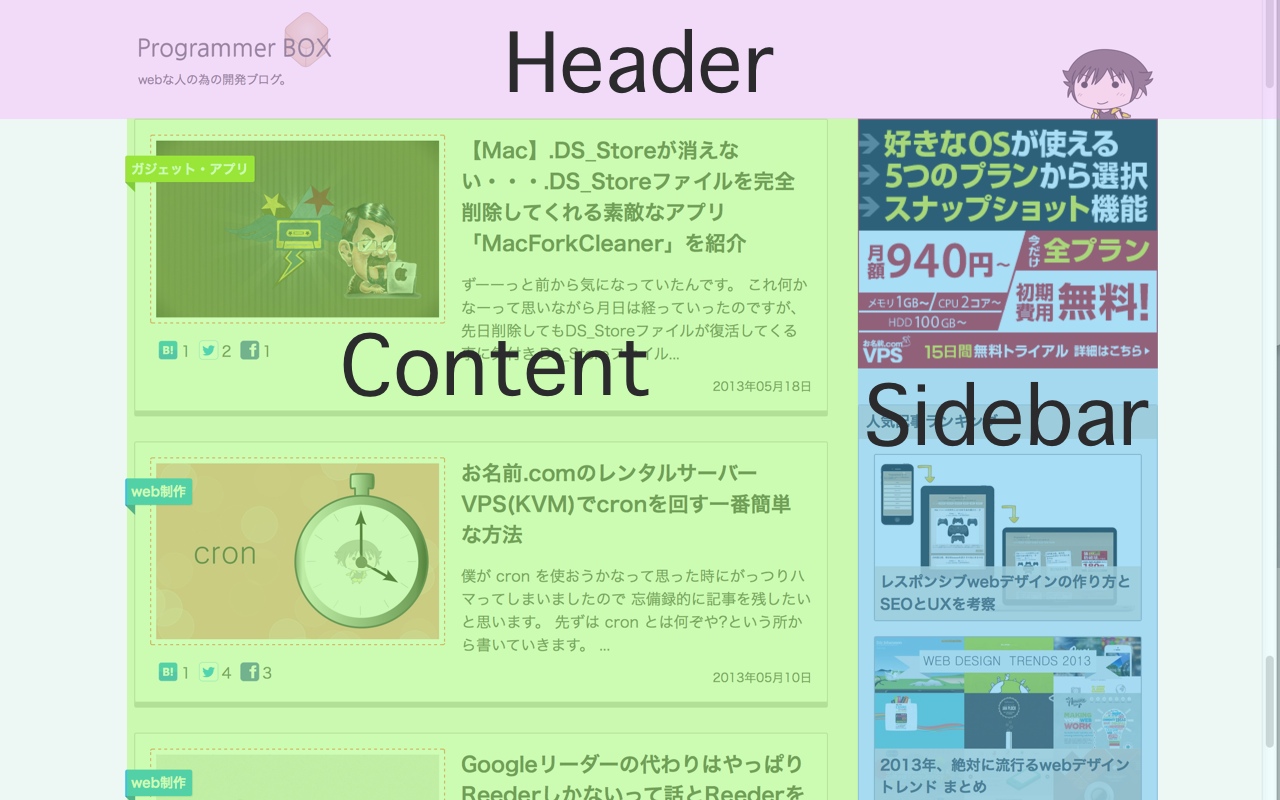 Programmer BOX
webな人の為の開発ブログ。
Header
ガジェット・アプリ
【Mac】.DS_Storeが消えな
い・・・.DS_Storeファイルを完全
削除してくれる素敵なアプリ
「MacForkCleaner」を紹介
ずーーっと前から気になっていたんです。 これ何か
なーって思いながら月日は経っていったのですが、
先日削除してもDS_Storeファイルが復活してくる
事に気付き.DS_Storeファイル...
B! 1 2 f 1
2013年05月18日
Content
web制作
cron
お名前.comのレンタルサーバー
VPS(KVM)でcronを回す一番簡単
な方法
僕が cron を使おうかなって思った時にがっつりハ
マってしまいましたので 忘備録的に記事を残したい
と思います。 先ずは cron とは何ぞや?という所か
ら書いていきます。 ...
B! 1 4 f 3
2013年05月10日
web制作
Googleリーダーの代わりはやっぱり
Reederしかないって話とReederを
好きなOSが使える
5つのプランから選択
スナップショット機能
月額940円～
今だけ全プラン
初期費用無料!
メモリ1GB～/CPU 2コア～
HDD 100GB～
お名前.com
VPS
15日間無料トライアル 詳細はこちら
Sidebar
人気記事ランキング
レスポンシブwebデザインの作り方と
SEOとUXを考察
WEB DESIGN TRENDS 2013
MAKING
WEB
WORK
2013年、絶対に流行るwebデザイン
トレンド まとめ